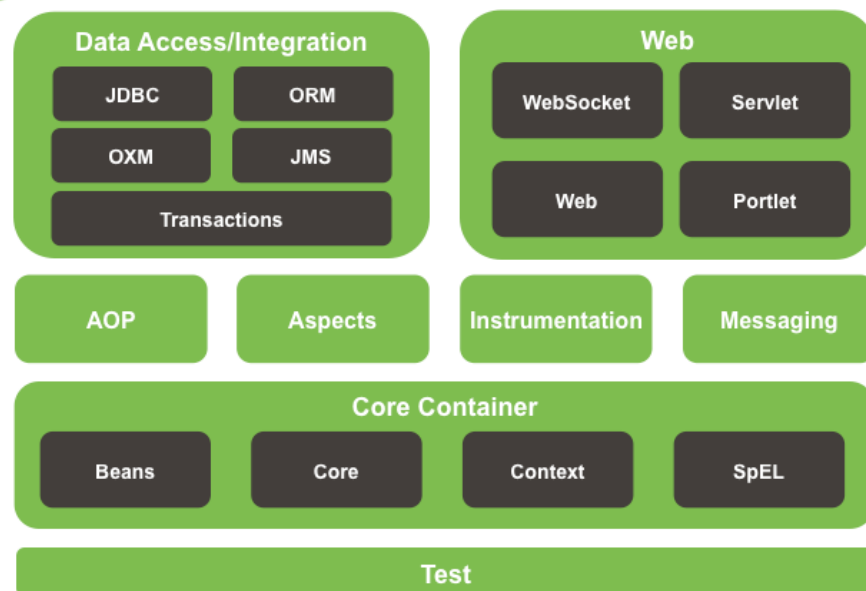 Data Access/Integration
JDBC
ORM
OXM
JMS
Transactions
Web
WebSocket
Servlet
Web
Portlet
AOP
Aspects
Instrumentation
Messaging
Core Container
Beans
Core
Context
SpEL
Test